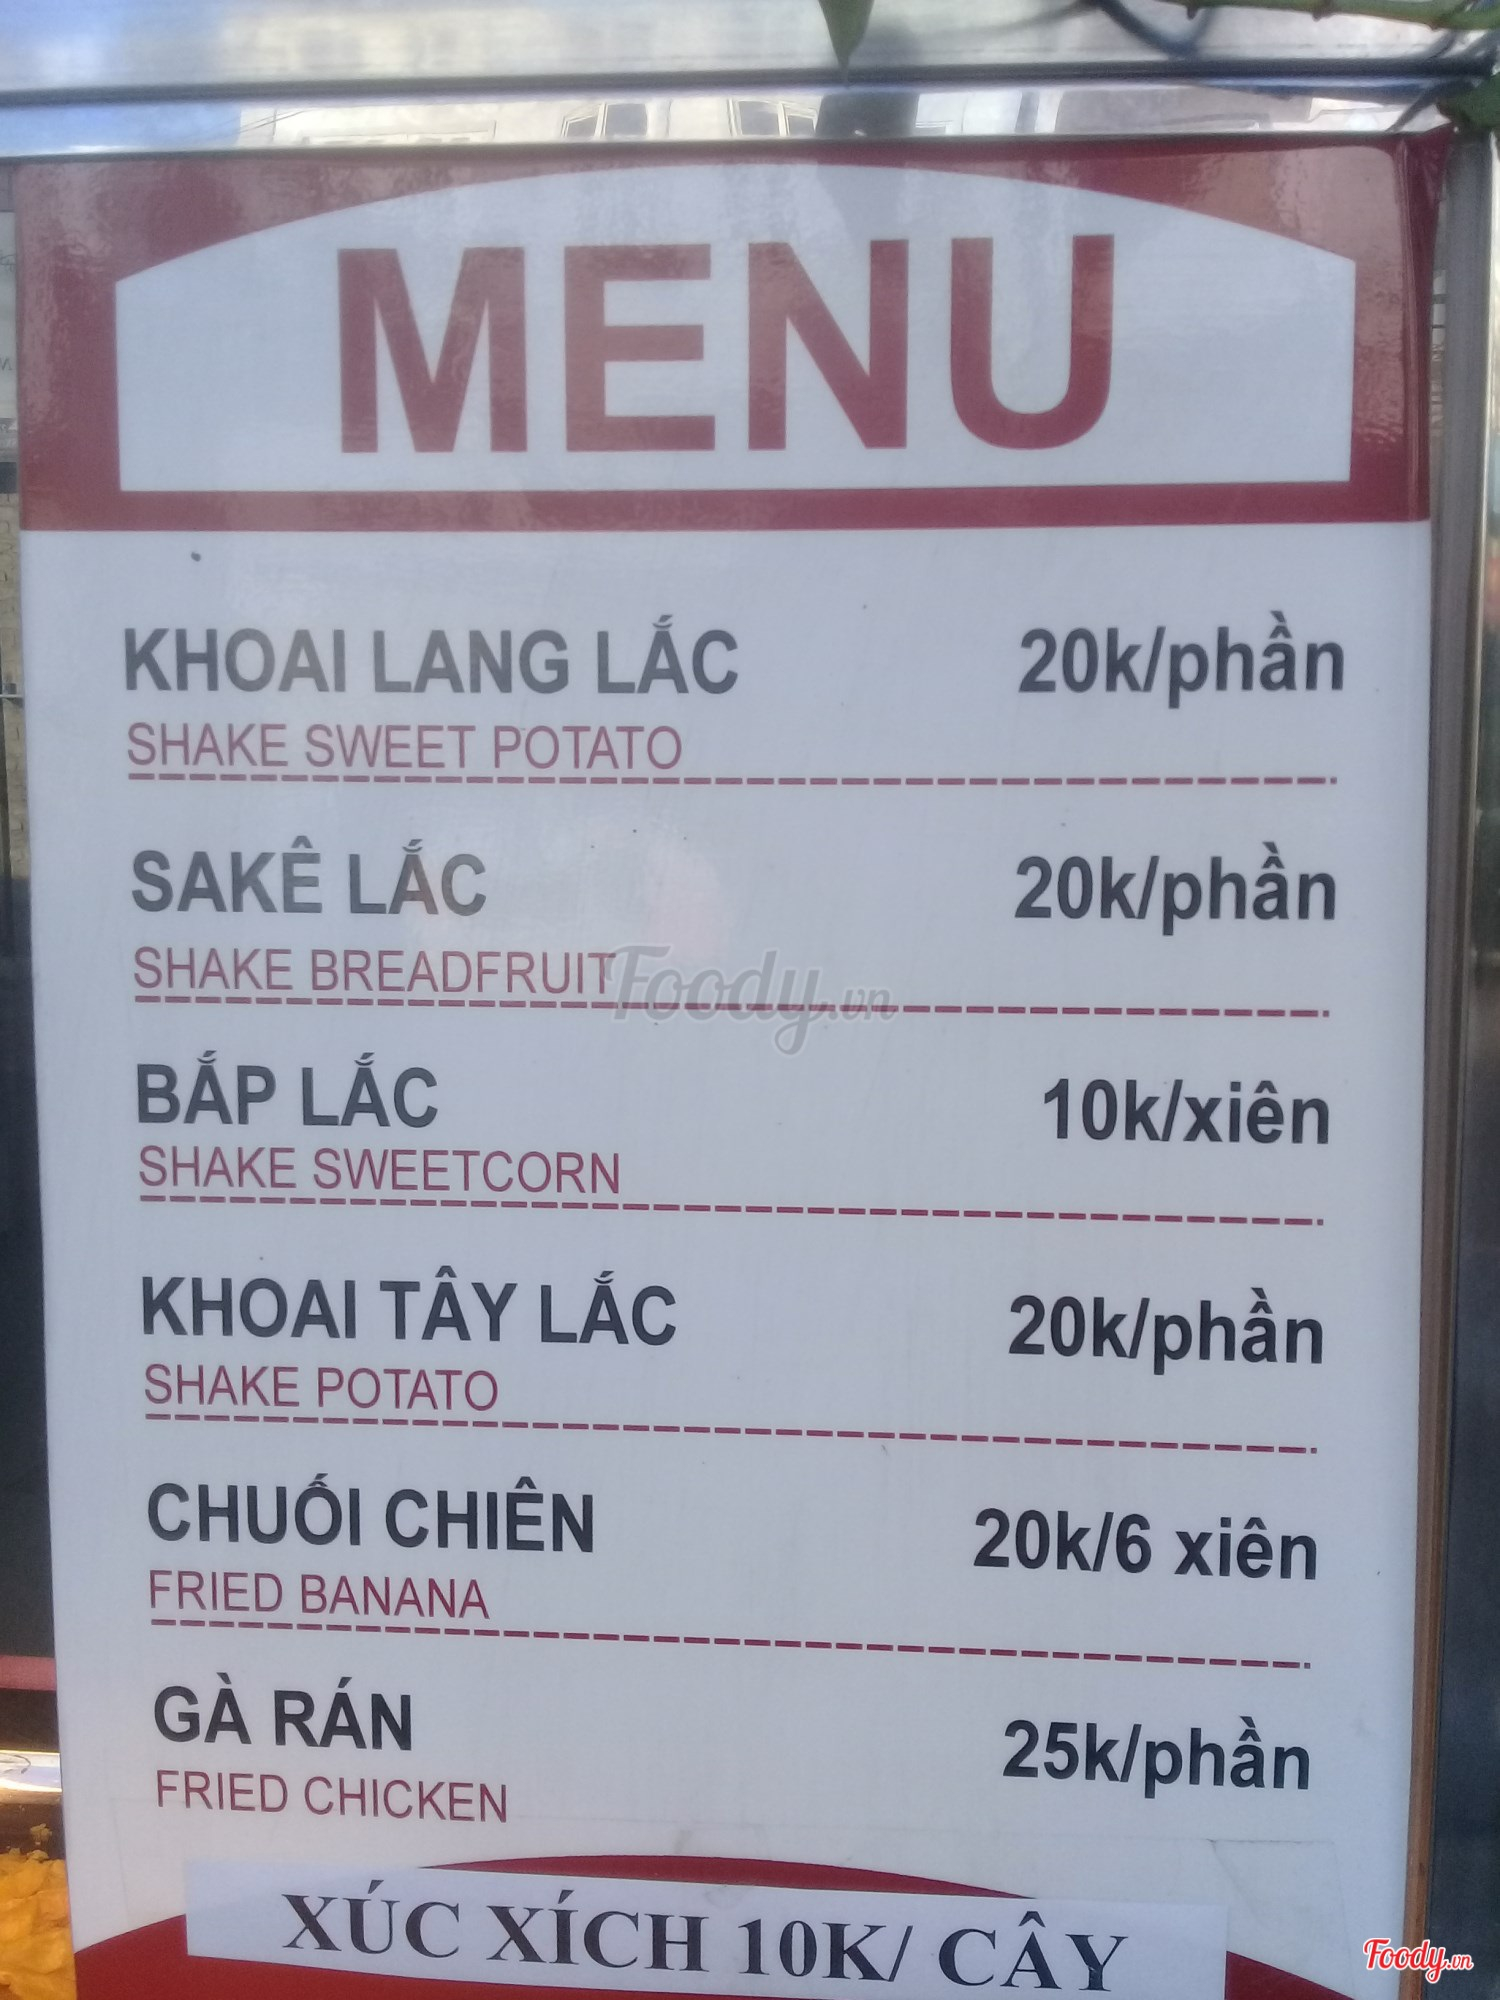 MENU
KHOAI LANG LẮC 20k/phần
SHAKE SWEET POTATO
SAKÊ LẮC 20k/phần
SHAKE BREADFRUIT
Foody.vn
BẮP LẮC 10k/xiên
SHAKE SWEETCORN
KHOAI TÂY LẮC 20k/phần
SHAKE POTATO
CHUỐI CHIÊN 20k/6 xiên
FRIED BANANA
GÀ RÁN 25k/phần
FRIED CHICKEN
XÚC XÍCH 10K/ CÂY
Foody.vn